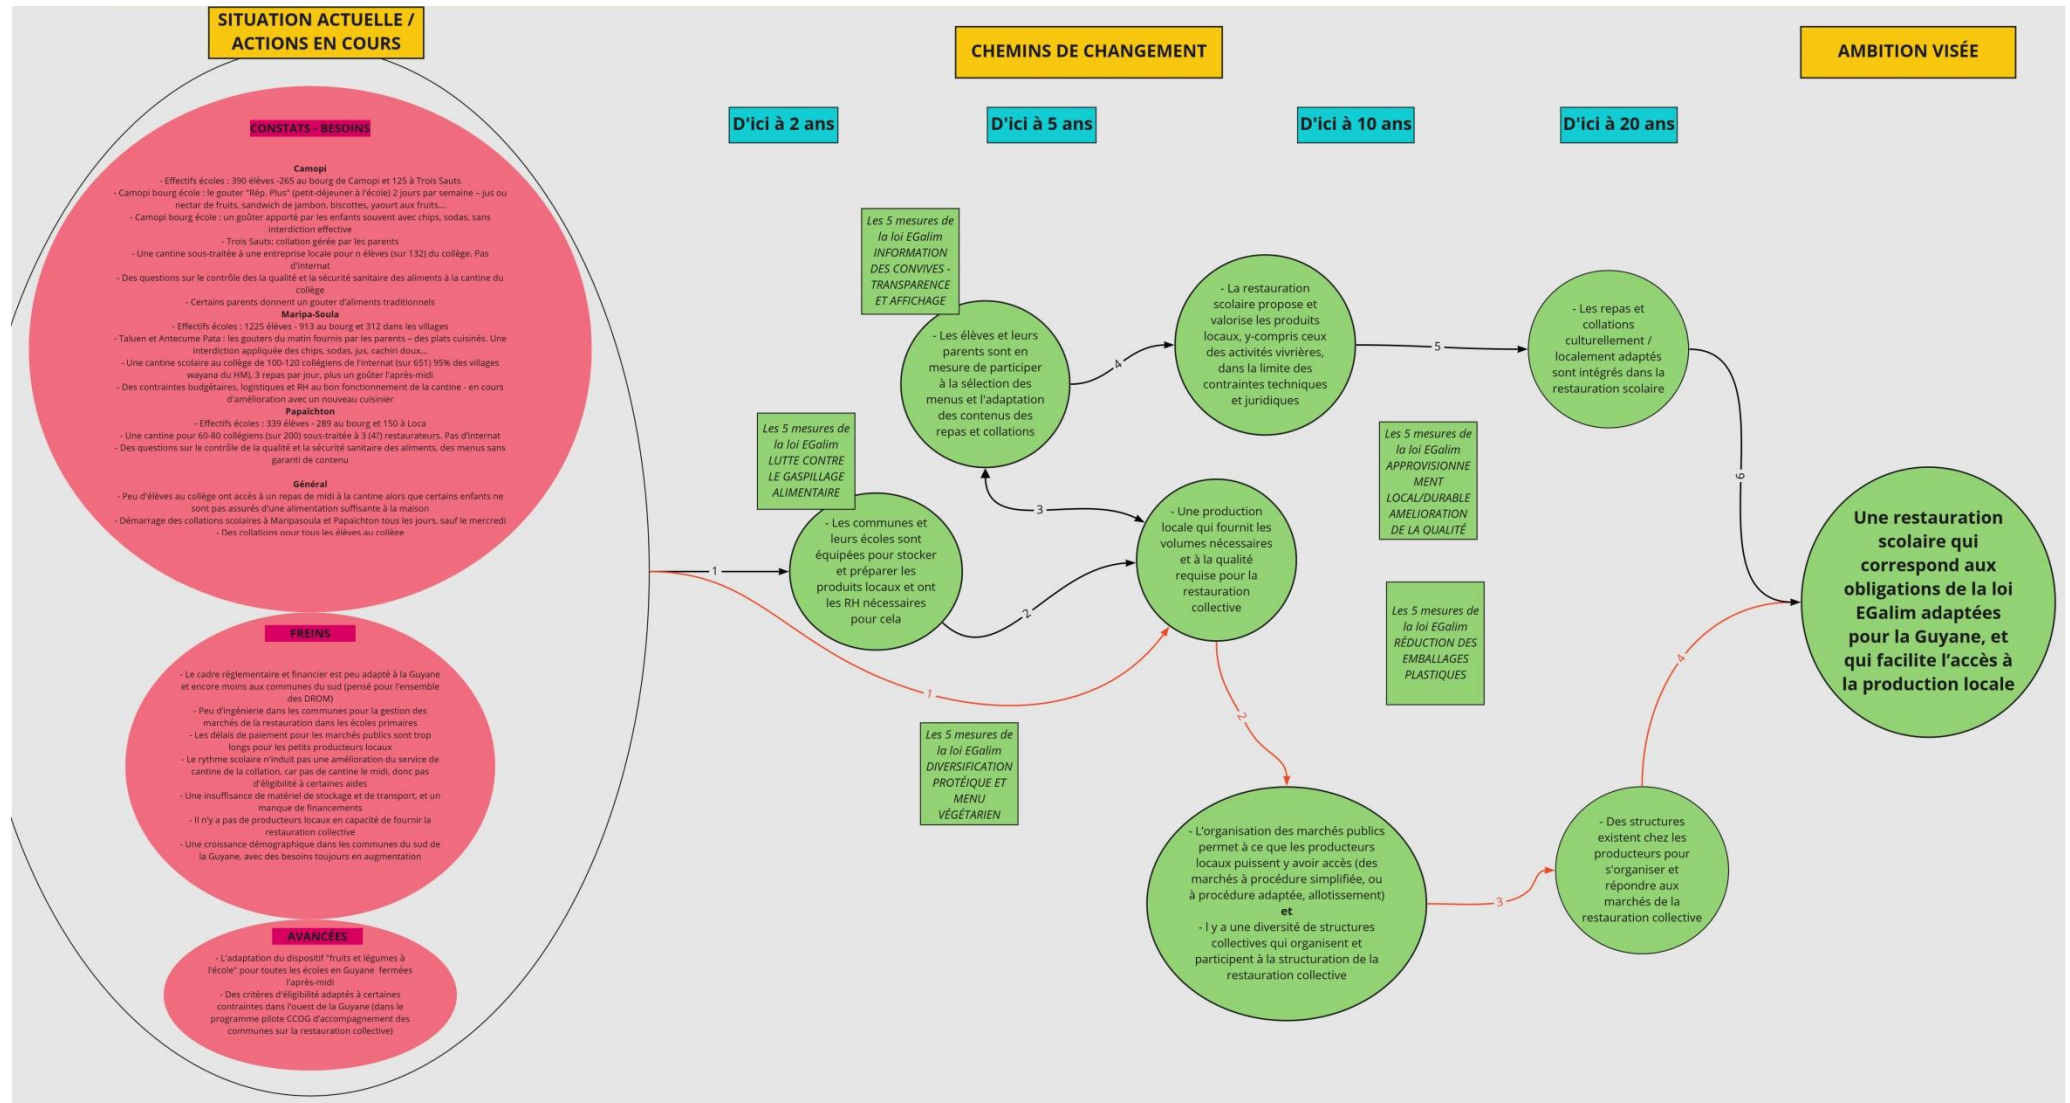 SITUATION ACTUELLE /
ACTIONS EN COURS
CONSTATS - BESOINS
Camopi
- Effectifs écoles : 390 élèves -265 au bourg de Camopi et 125 à Trois Sauts
- Camopi bourg école : le gouter "Rép. Plus" (petit-déjeuner à l'école) 2 jours par semaine – jus ou
nectar de fruits, sandwich de jambon, biscottes, yaourt aux fruits...
- Camopi bourg école : un goûter apporté par les enfants souvent avec chips, sodas, sans
interdiction effective
- Trois Sauts: collation gérée par les parents
- Une cantine sous-traitée à une entreprise locale pour n élèves (sur 132) du collège. Pas
d'internat
- Des questions sur le contrôle des la qualité et la sécurité sanitaire des aliments à la cantine du
collège
- Certains parents donnent un gouter d'aliments traditionnels
Maripa-Soula
- Effectifs écoles : 1225 élèves - 913 au bourg et 312 dans les villages
- Taluen et Antecume Pata : les gouters du matin fournis par les parents – des plats cuisinés. Une
interdiction appliquée des chips, sodas, jus, cachiri doux...
- Une cantine scolaire au collège de 100-120 collégiens de l'internat (sur 651) 95% des villages
wayana du HM), 3 repas par jour, plus un goûter l'après-midi
- Des contraintes budgétaires, logistiques et RH au bon fonctionnement de la cantine - en cours
d'amélioration avec un nouveau cuisinier
Papaïchton
- Effectifs écoles : 339 élèves - 289 au bourg et 150 à Loca
- Une cantine pour 60-80 collégiens (sur 200) sous-traitée à 3 (4?) restaurateurs. Pas d'internat
- Des questions sur le contrôle de la qualité et la sécurité sanitaire des aliments, des menus sans
garanti de contenu
Général
- Peu d'élèves au collège ont accès à un repas de midi à la cantine alors que certains enfants ne
sont pas assurés d'une alimentation suffisante à la maison
- Démarrage des collations scolaires à Maripasoula et Papaïchton tous les jours, sauf le mercredi
- Des collations pour tous les élèves au collège
FREINS
- Le cadre réglementaire et financier est peu adapté à la Guyane
et encore moins aux communes du sud (pensé pour l'ensemble
des DROM)
- Peu d'ingénierie dans les communes pour la gestion des
marchés de la restauration dans les écoles primaires
- Les délais de paiement pour les marchés publics sont trop
longs pour les petits producteurs locaux
- Le rythme scolaire n'induit pas une amélioration du service de
cantine de la collation, car pas de cantine le midi, donc pas
d'éligibilité à certaines aides
- Une insuffisance de matériel de stockage et de transport, et un
manque de financements
- Il n'y a pas de producteurs locaux en capacité de fournir la
restauration collective
- Une croissance démographique dans les communes du sud de
la Guyane, avec des besoins toujours en augmentation
AVANCÉES
- L'adaptation du dispositif "fruits et légumes à
l'école" pour toutes les écoles en Guyane fermées
l'après-midi
- Des critères d'éligibilité adaptés à certaines
contraintes dans l'ouest de la Guyane (dans le
programme pilote CCOG d'accompagnement des
communes sur la restauration collective)
CHEMINS DE CHANGEMENT
D'ici à 2 ans
D'ici à 5 ans
D'ici à 10 ans
D'ici à 20 ans
1
1
Les 5 mesures de
la loi EGalim
LUTTE CONTRE
LE GASPILLAGE
ALIMENTAIRE
- Les communes et
leurs écoles sont
équipées pour stocker
et préparer les
produits locaux et ont
les RH nécessaires
pour cela
2
Les 5 mesures de
la loi EGalim
INFORMATION
DES CONVIVES -
TRANSPARENCE
ET AFFICHAGE
- Les élèves et leurs
parents sont en
mesure de participer
à la sélection des
menus et l'adaptation
des contenus des
repas et collations
3
4
- Une production
locale qui fournit les
volumes nécessaires
et à la qualité
requise pour la
restauration
collective
2
Les 5 mesures de
la loi EGalim
DIVERSIFICATION
PROTÉIQUE ET
MENU
VÉGÉTARIEN
- La restauration
scolaire propose et
valorise les produits
locaux, y-compris ceux
des activités vivrières,
dans la limite des
contraintes techniques
et juridiques
5
Les 5 mesures de
la loi EGalim
APPROVISIONNE
MENT
LOCAL/DURABLE
AMELIORATION
DE LA QUALITÉ
Les 5 mesures de
la loi EGalim
RÉDUCTION DES
EMBALLAGES
PLASTIQUES
- L'organisation des marchés publics
permet à ce que les producteurs
locaux puissent y avoir accès (des
marchés à procédure simplifiée, ou
à procédure adaptée, allotissement)
et
- I y a une diversité de structures
collectives qui organisent et
participent à la structuration de la
restauration collective
3
- Les repas et
collations
culturellement /
localement adaptés
sont intégrés dans la
restauration scolaire
6
- Des structures
existent chez les
producteurs pour
s'organiser et
répondre aux
marchés de la
restauration collective
4
AMBITION VISÉE
Une restauration
scolaire qui
correspond aux
obligations de la loi
EGalim adaptées
pour la Guyane, et
qui facilite l'accès à
la production locale